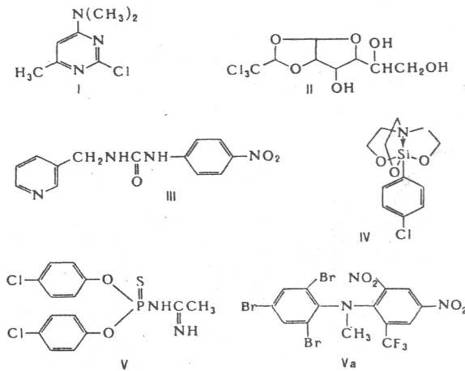 N(CH₃)₂
N
H₃C N Cl
I
O O OH
Cl₃C O CH₂OH
OH
II
CH₂NHCNH NO₂
O
N
III
N
O Si O
O
Cl
IV
Cl O S
P-NHCCH₃
Cl O NH
V
Br NO₂ NO₂
Br N
Br CH₃ CF₃
Va